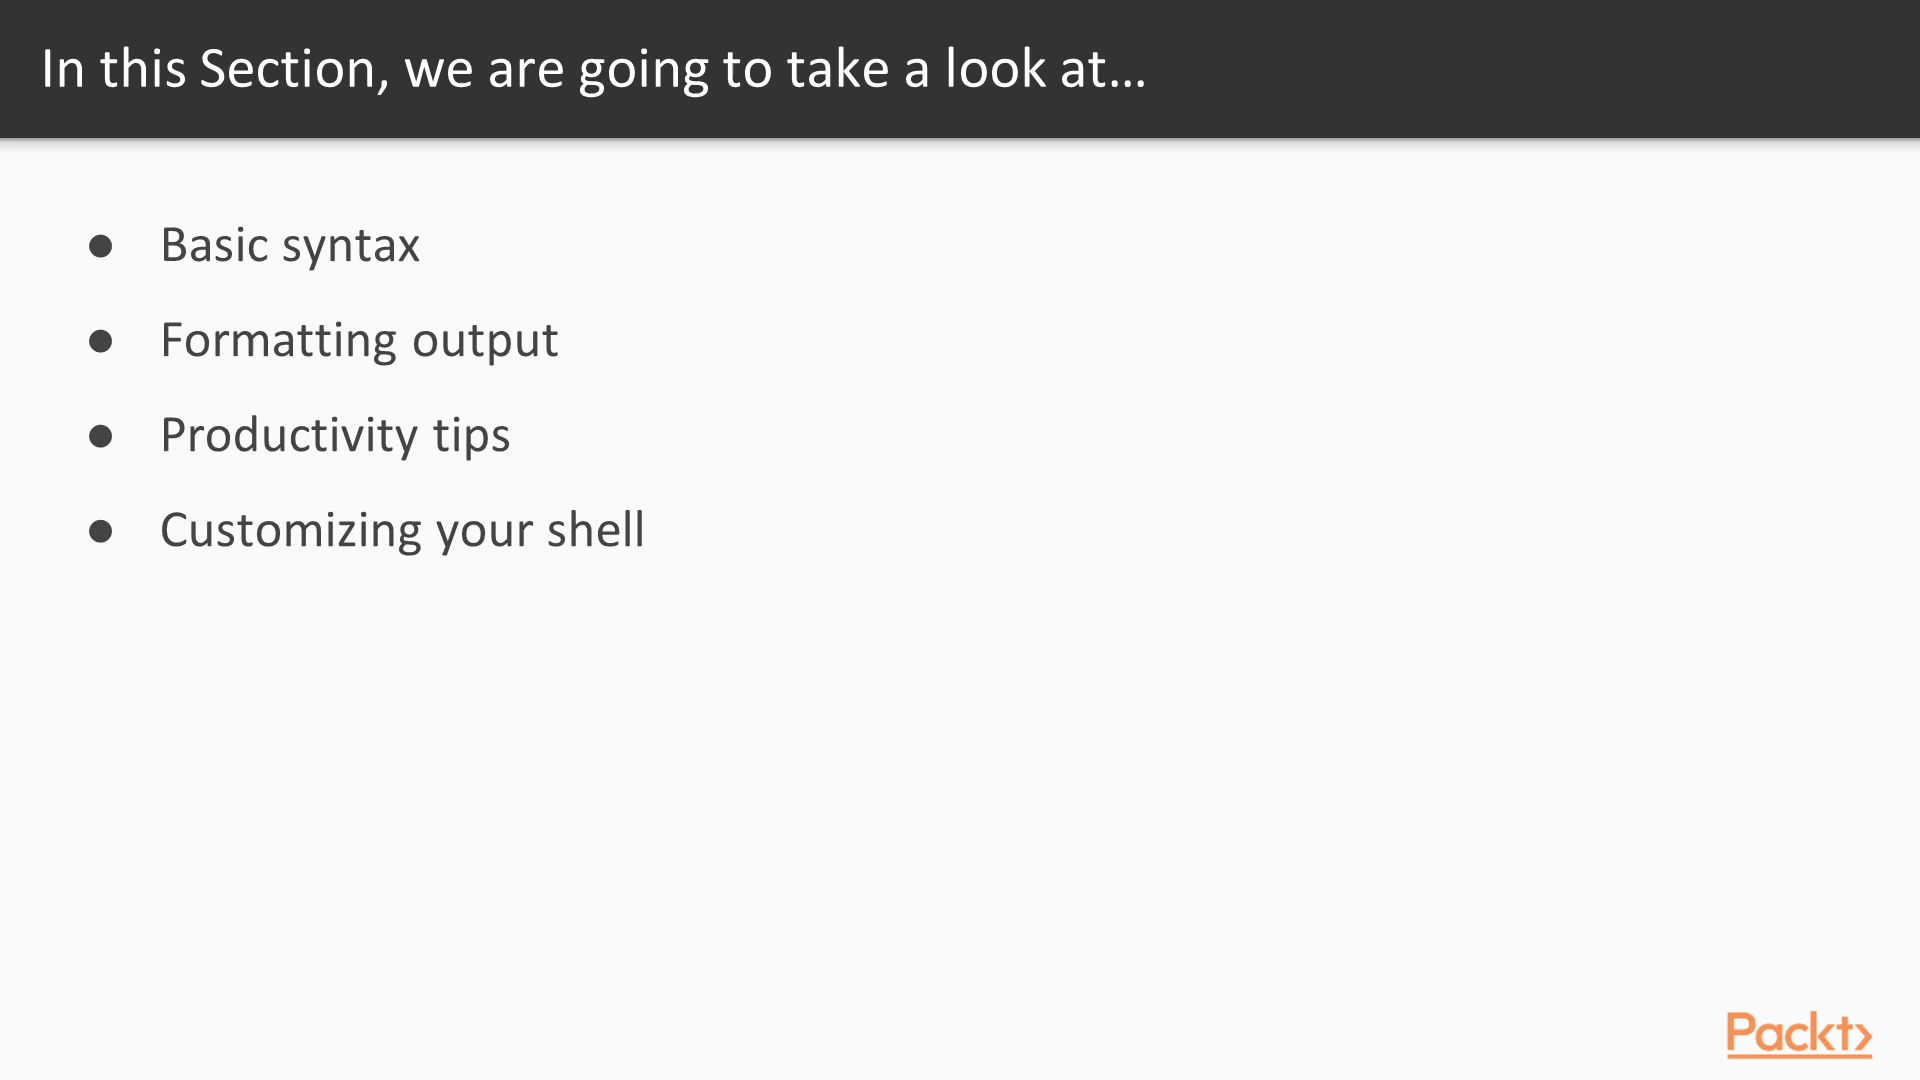 In this Section, we are going to take a look at...
● Basic syntax
● Formatting output
● Productivity tips
● Customizing your shell
Packt>